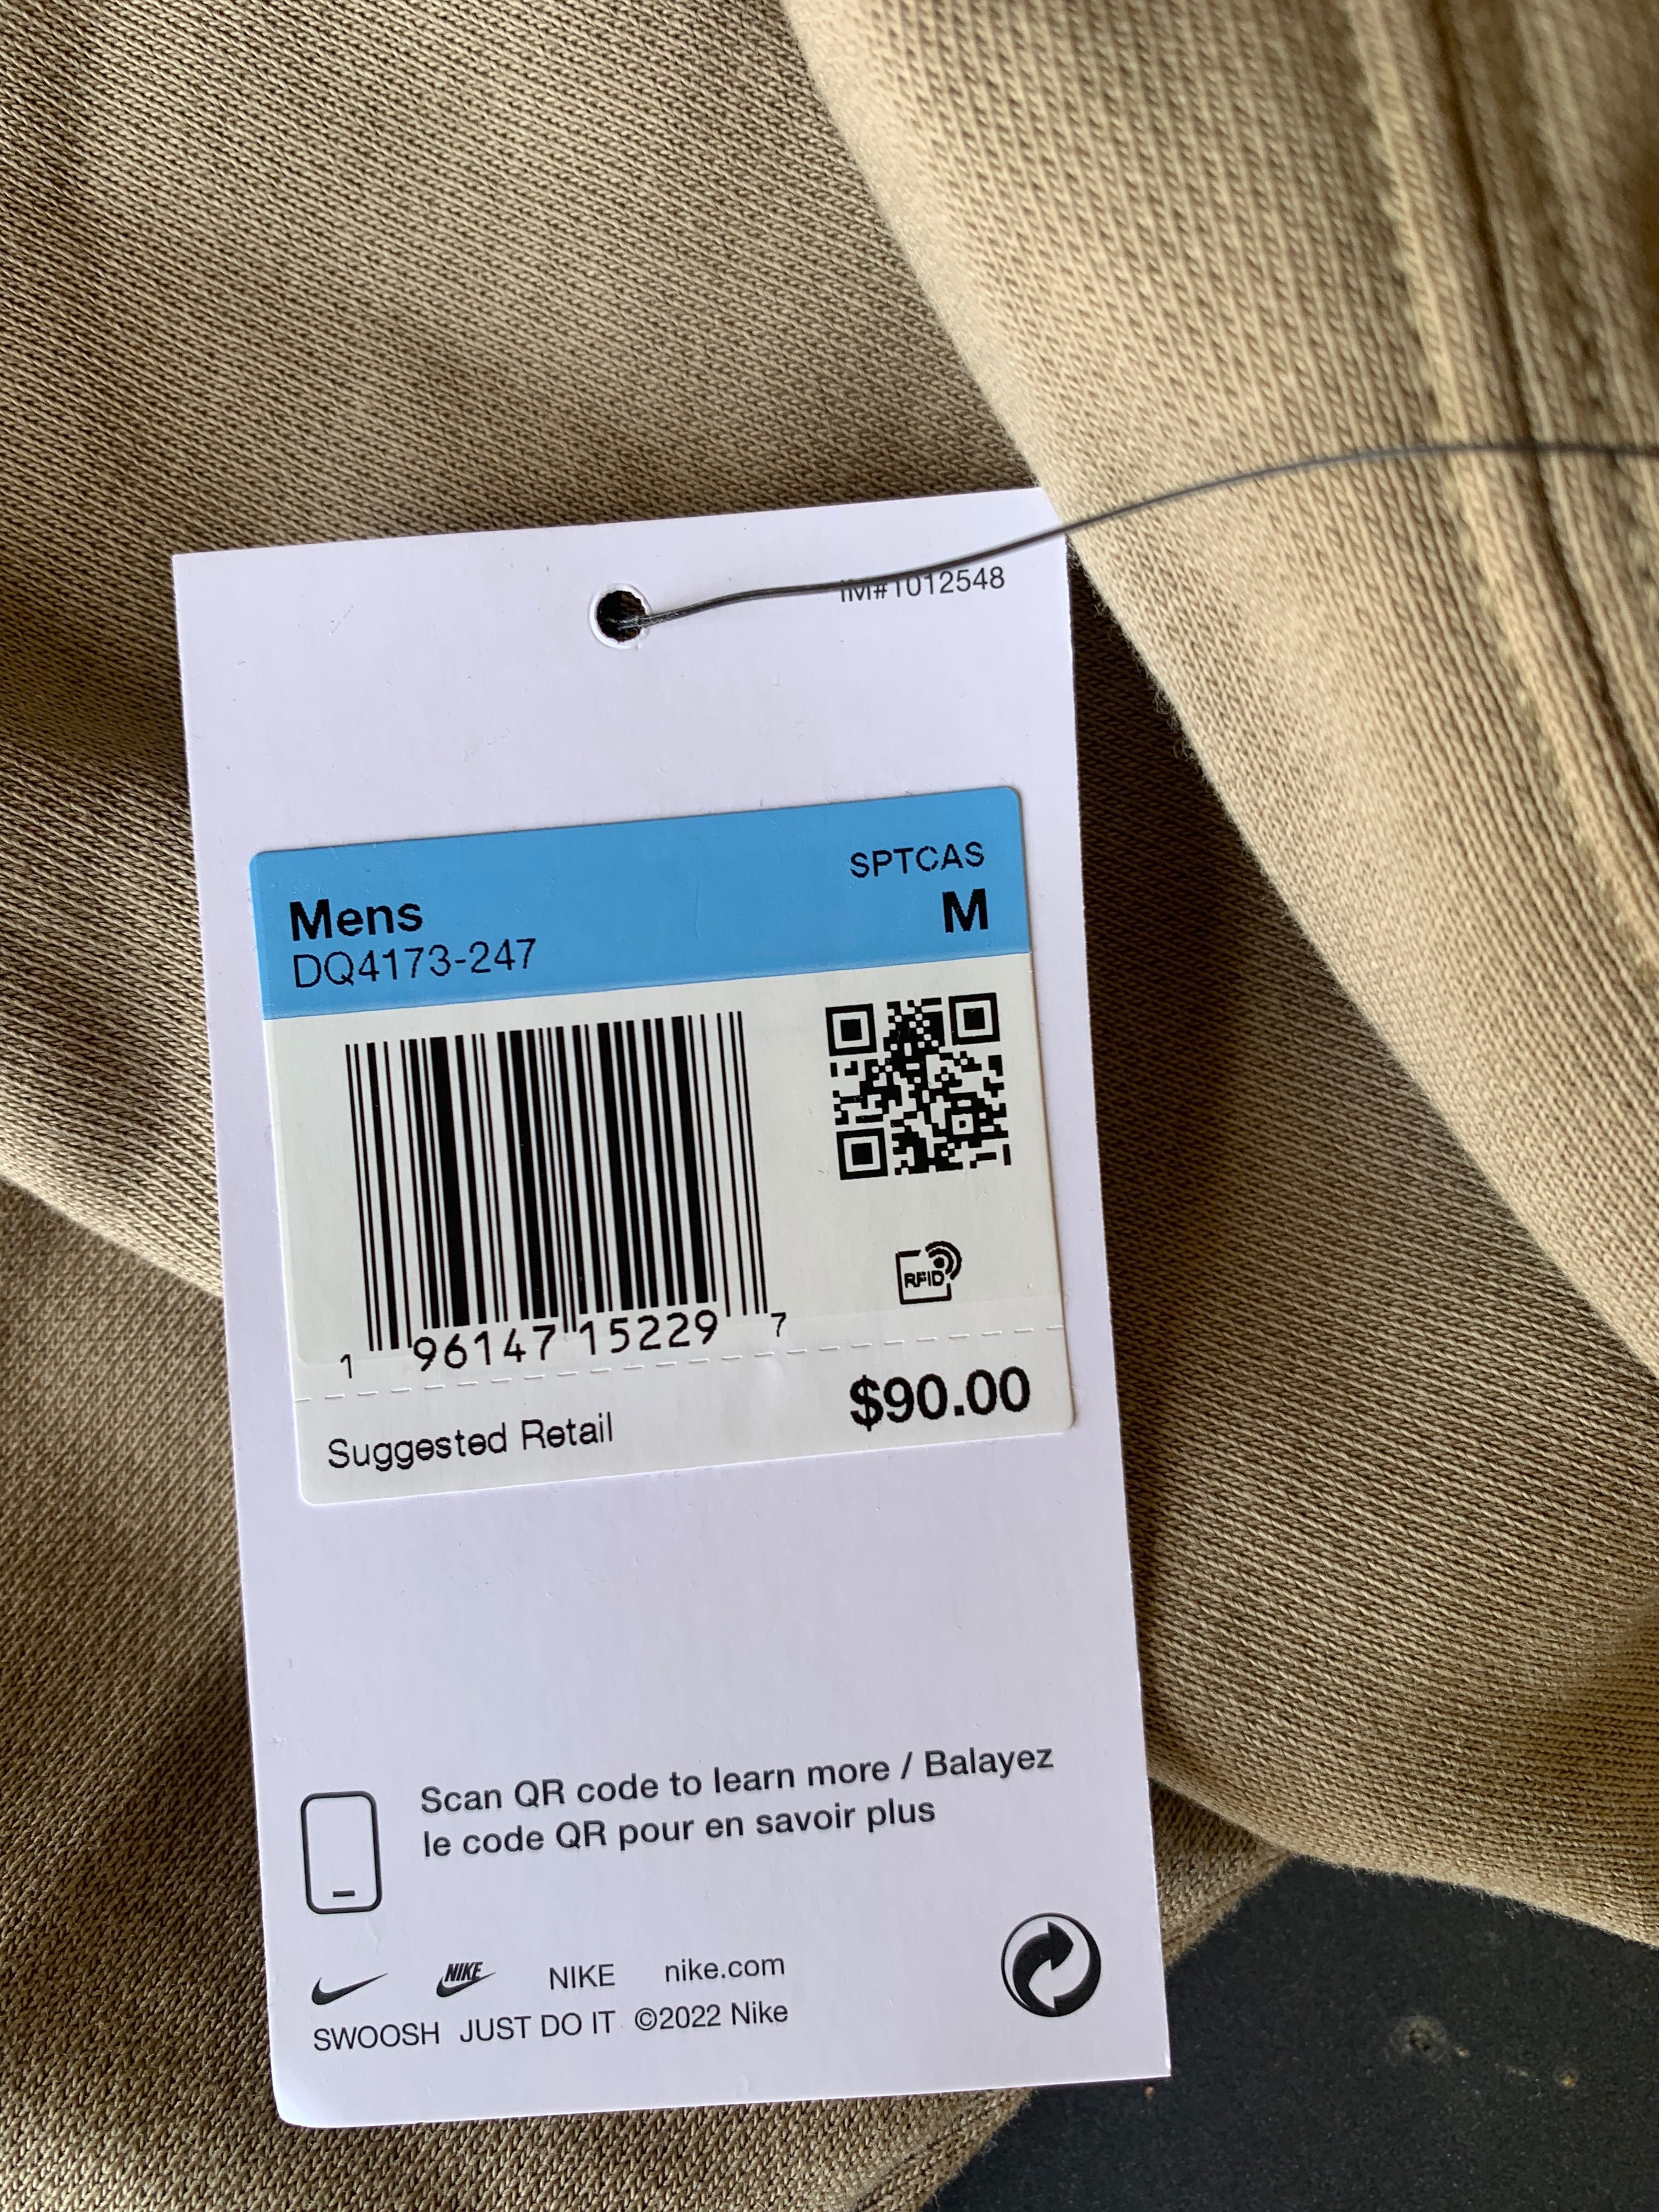 IM#1012548
SPTCAS
Mens
M
DQ4173-247
RFID
1 96147 15229 7
Suggested Retail
$90.00
Scan QR code to learn more / Balayez
le code QR pour en savoir plus
NIKE NIKE nike.com
SWOOSH JUST DO IT ©2022 Nike